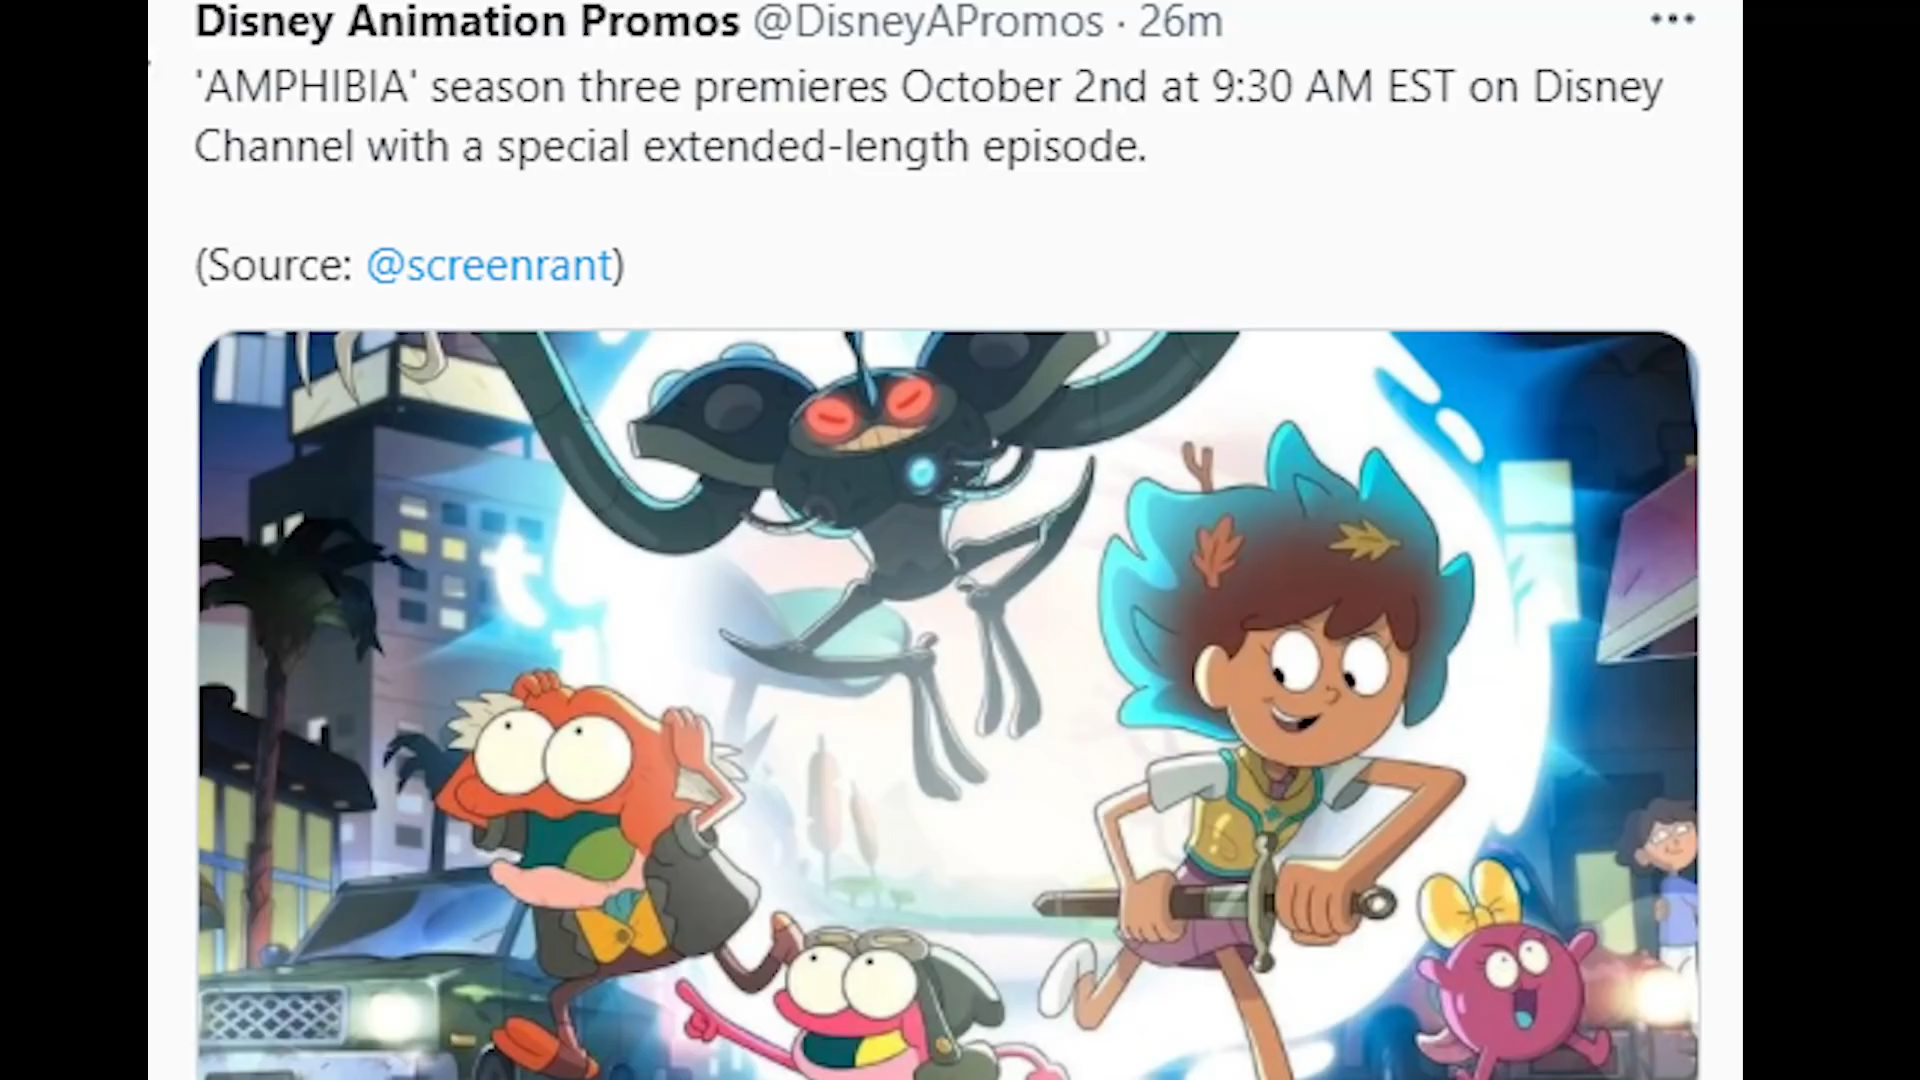 Disney Animation Promos @DisneyAPromos · 26m
'AMPHIBIA' season three premieres October 2nd at 9:30 AM EST on Disney
Channel with a special extended-length episode.
(Source: @screenrant)